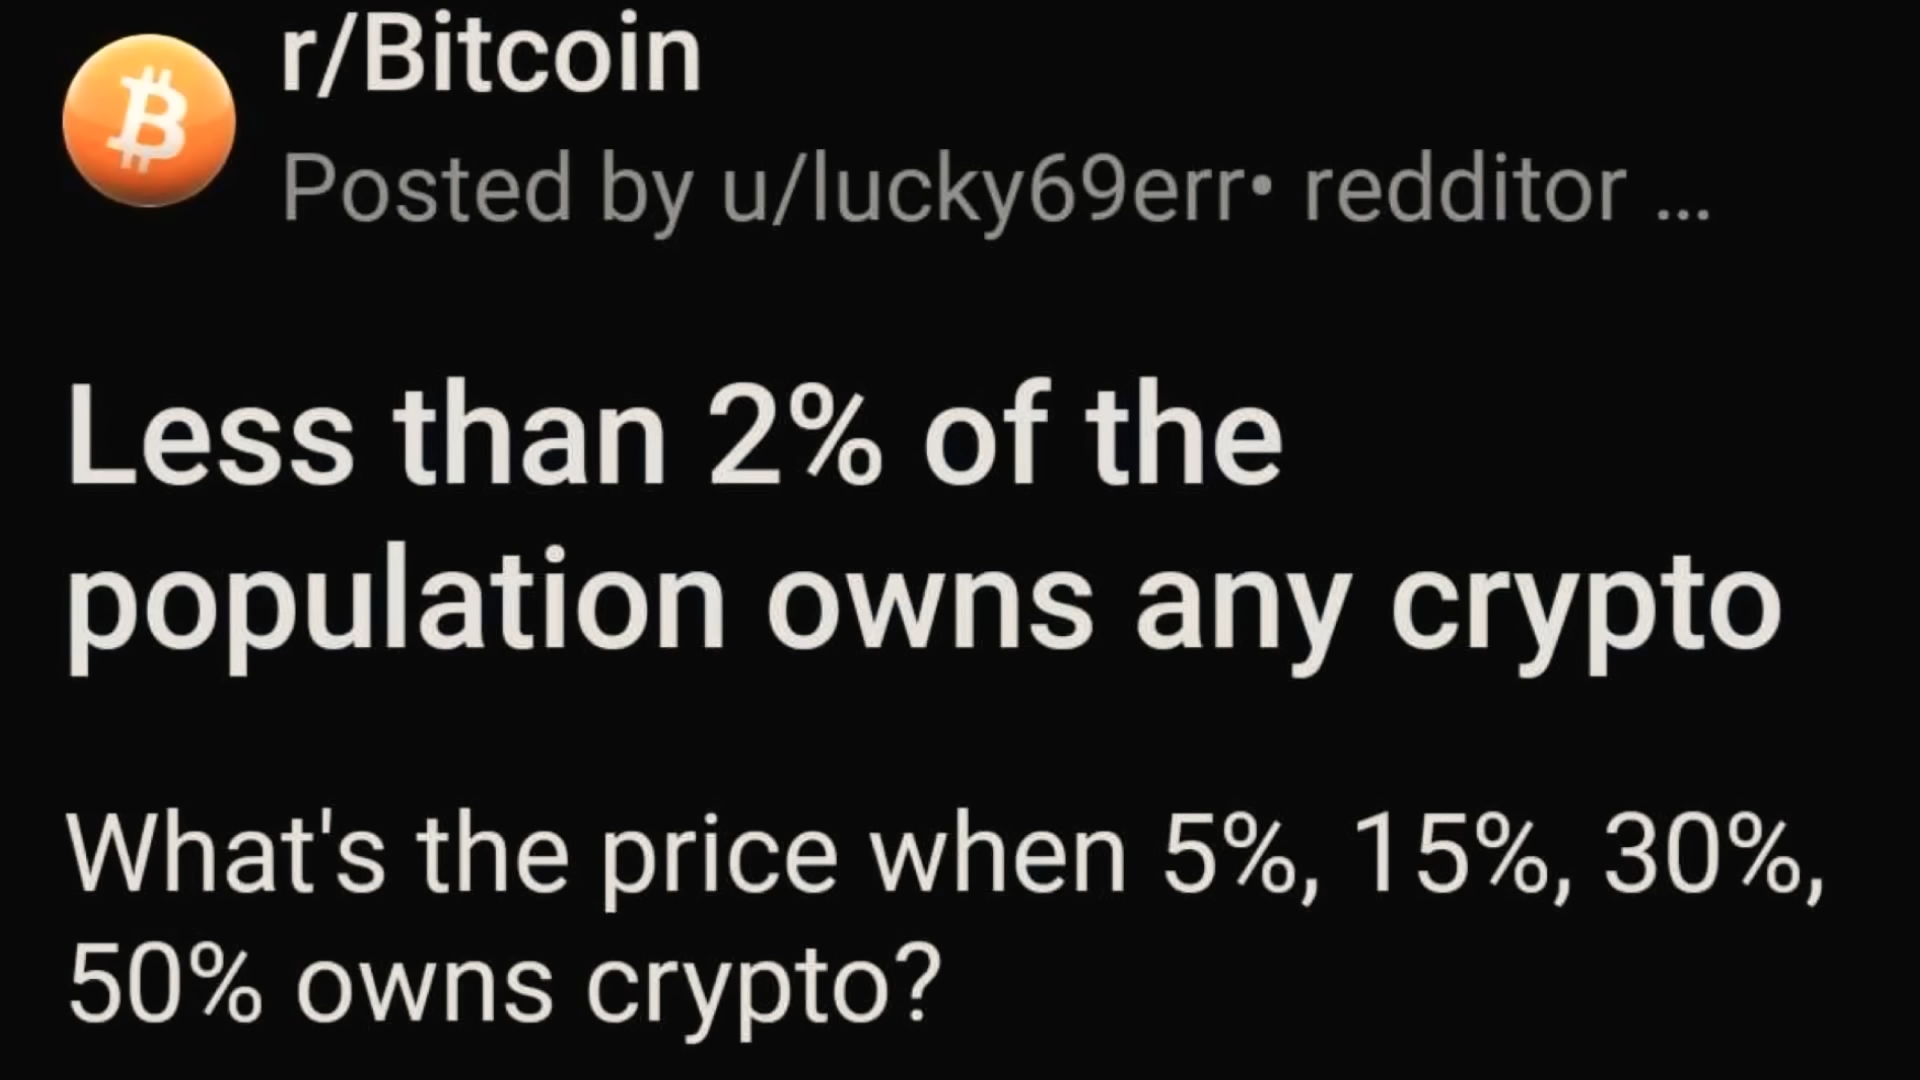 r/Bitcoin
Posted by u/lucky69err• redditor ...
Less than 2% of the
population owns any crypto
What's the price when 5%, 15%, 30%,
50% owns crypto?